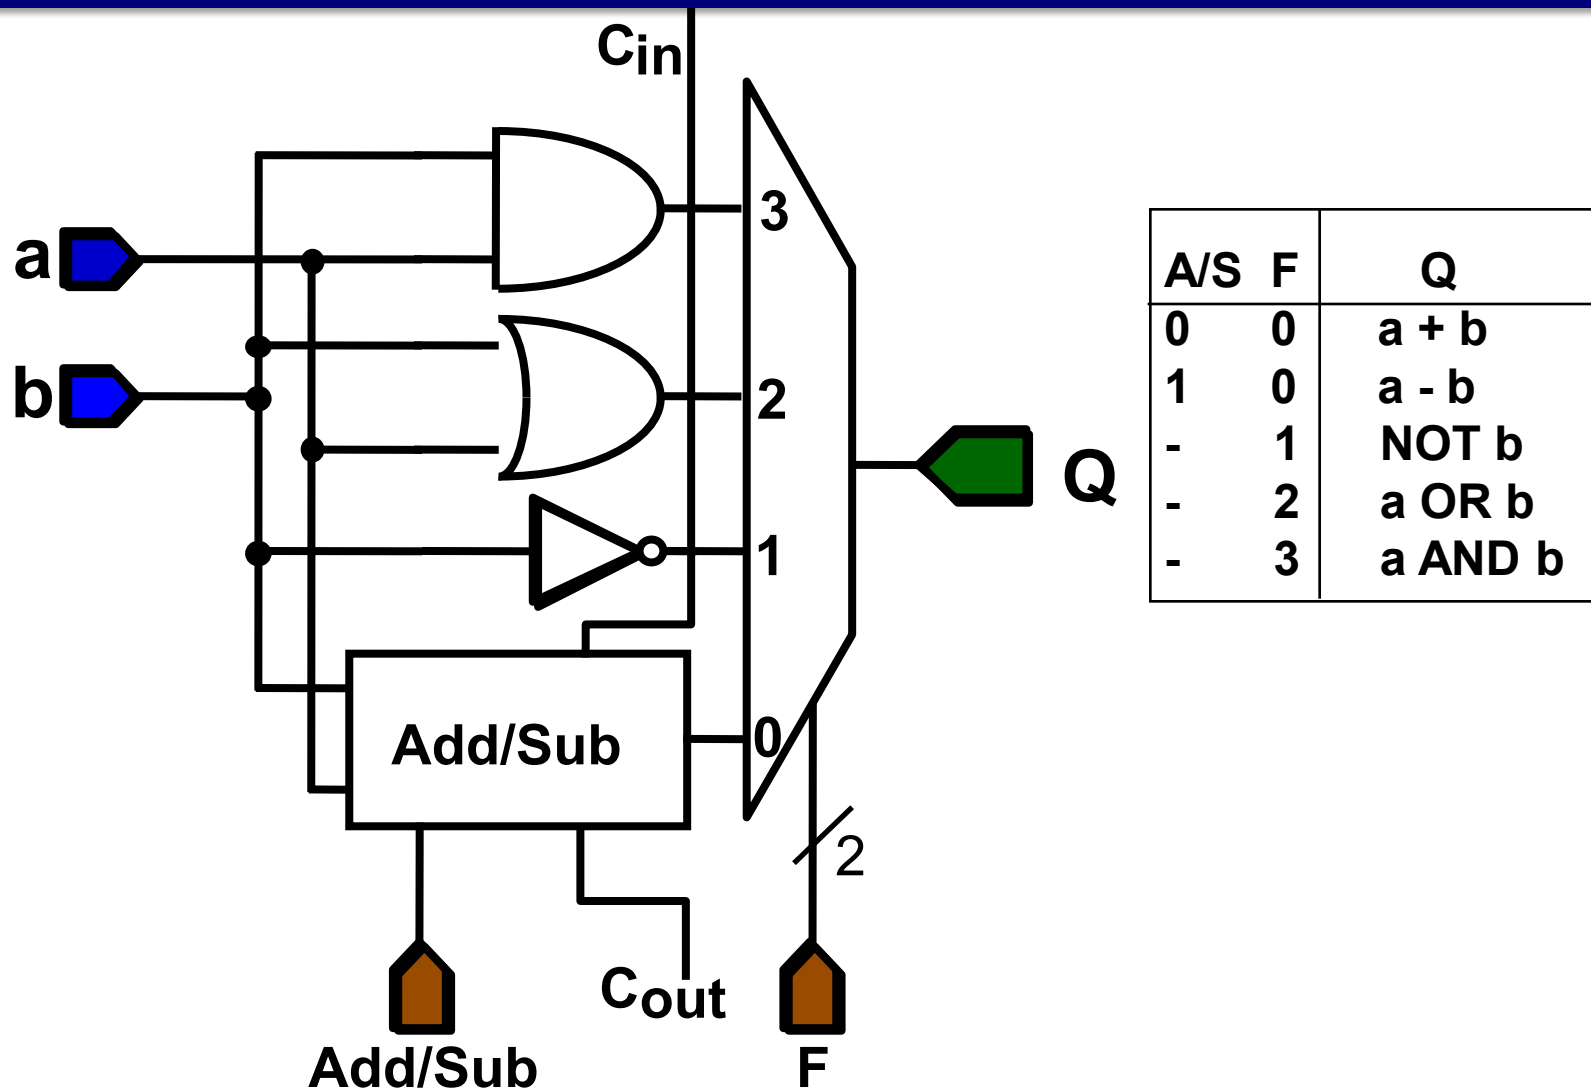 Cin
a
b
3
2
1
0
Add/Sub
Q
2
Cout
Add/Sub
F
A/S F Q
0 0 a + b
1 0 a - b
- 1 NOT b
- 2 a OR b
- 3 a AND b